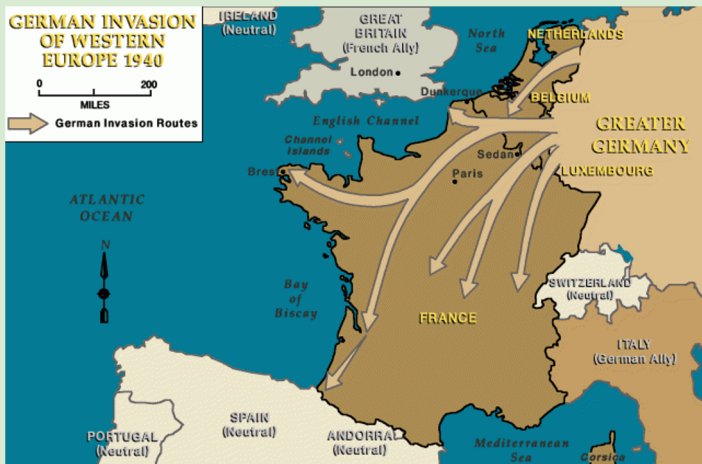 GERMAN INVASION
OF WESTERN
EUROPE 1940
0 200
MILES
German Invasion Routes
IRELAND
(Neutral)
GREAT
BRITAIN
(French Ally)
London
North
Sea
NETHERLANDS
Dunkerque
BELGIUM
English Channel
GREATER
GERMANY
Channel
Islands
Sedan
Brest
Paris
LUXEMBOURG
ATLANTIC
OCEAN
N
Bay
of
Biscay
SWITZERLAND
(Neutral)
FRANCE
ITALY
(German Ally)
SPAIN
(Neutral)
PORTUGAL
(Neutral)
ANDORRA
(Neutral)
Mediterranean
Sea
Corsica